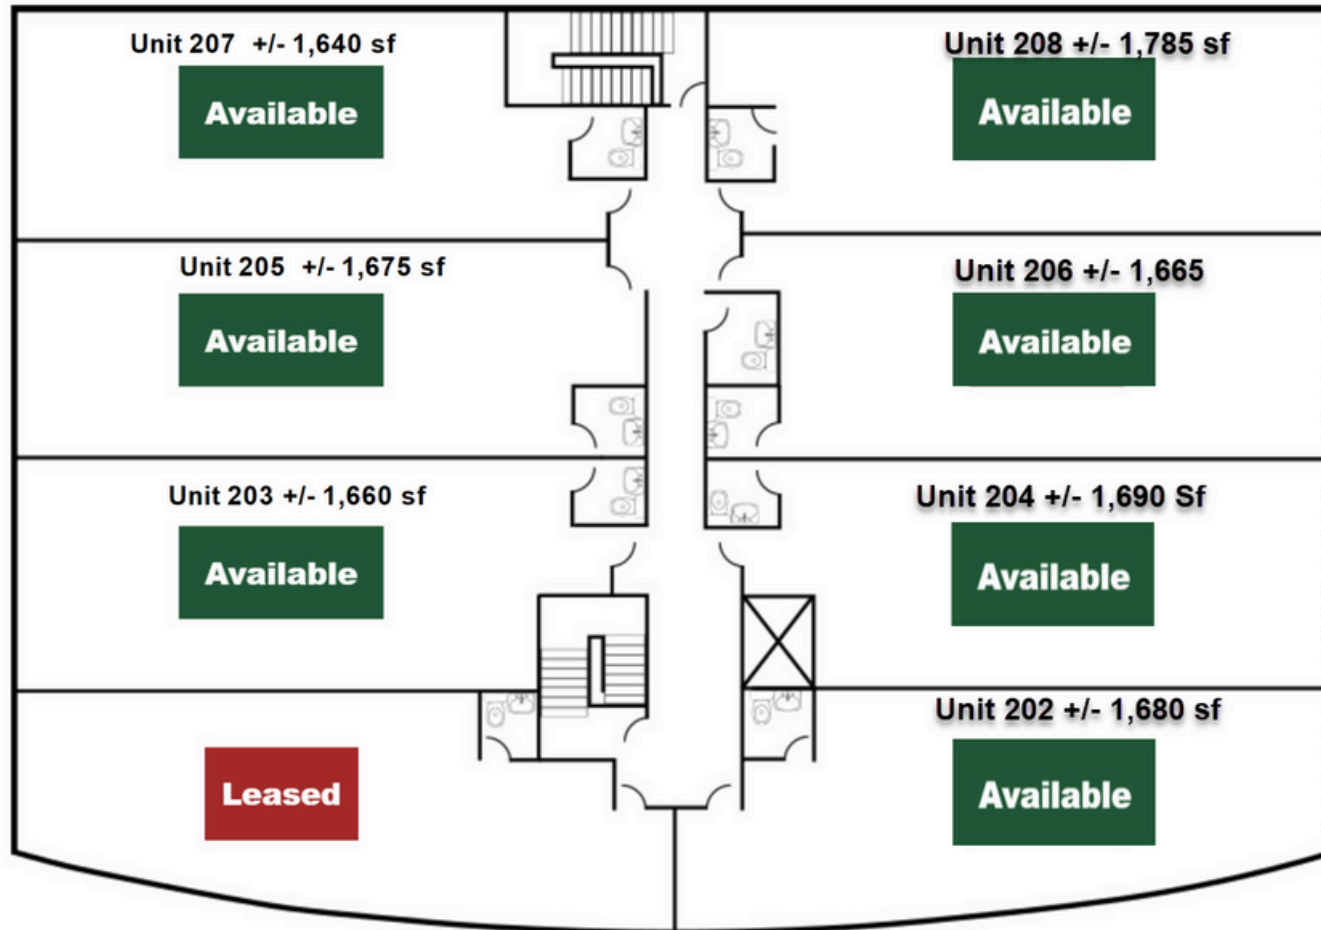 Unit 207 +/- 1,640 sf
Available
Unit 208 +/- 1,785 sf
Available
Unit 205 +/- 1,675 sf
Available
Unit 206 +/- 1,665
Available
Unit 203 +/- 1,660 sf
Available
Unit 204 +/- 1,690 Sf
Available
Leased
Unit 202 +/- 1,680 sf
Available